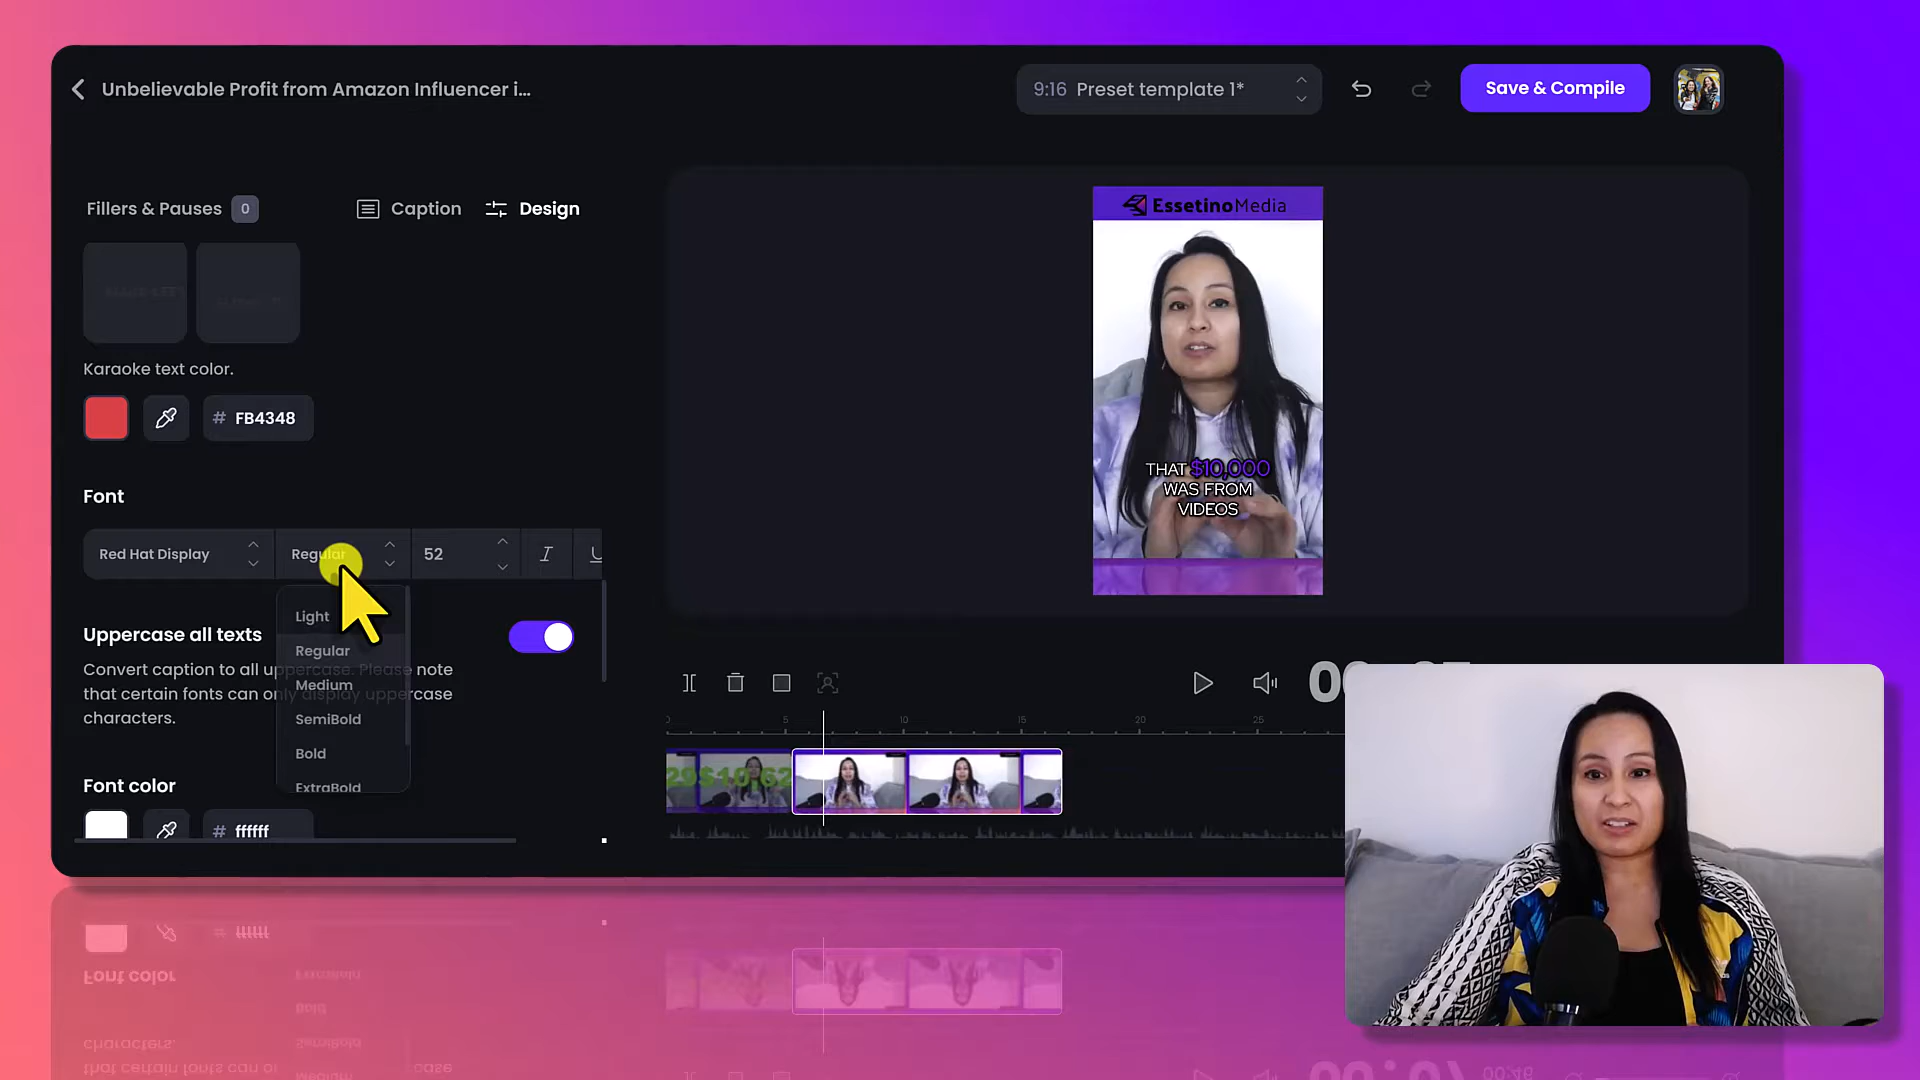 Unbelievable Profit from Amazon Influencer i...
9:16 Preset template 1*
Save & Compile
Fillers & Pauses 0
Caption
Design
EssetinoMedia
Karaoke text color.
# FB4348
THAT $10,000
WAS FROM
VIDEOS
Font
Red Hat Display
Regular
52
Light
Regular
Medium
SemiBold
Bold
ExtraBold
Uppercase all texts
Convert caption to all uppercase. Please note
that certain fonts can only display uppercase
characters.
Font color
# ffffff
5
10
15
20
25